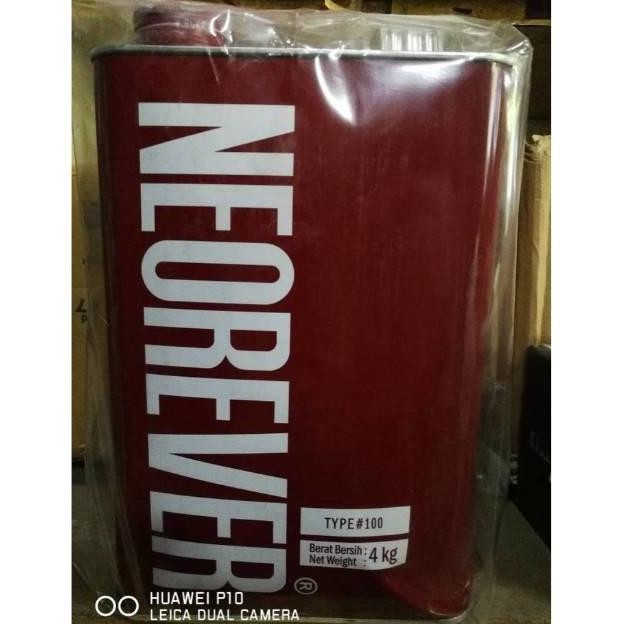 NEOREVER®
TYPE#100
Berat Bersih : 4 kg
Net Weight :
HUAWEI P10
LEICA DUAL CAMERA